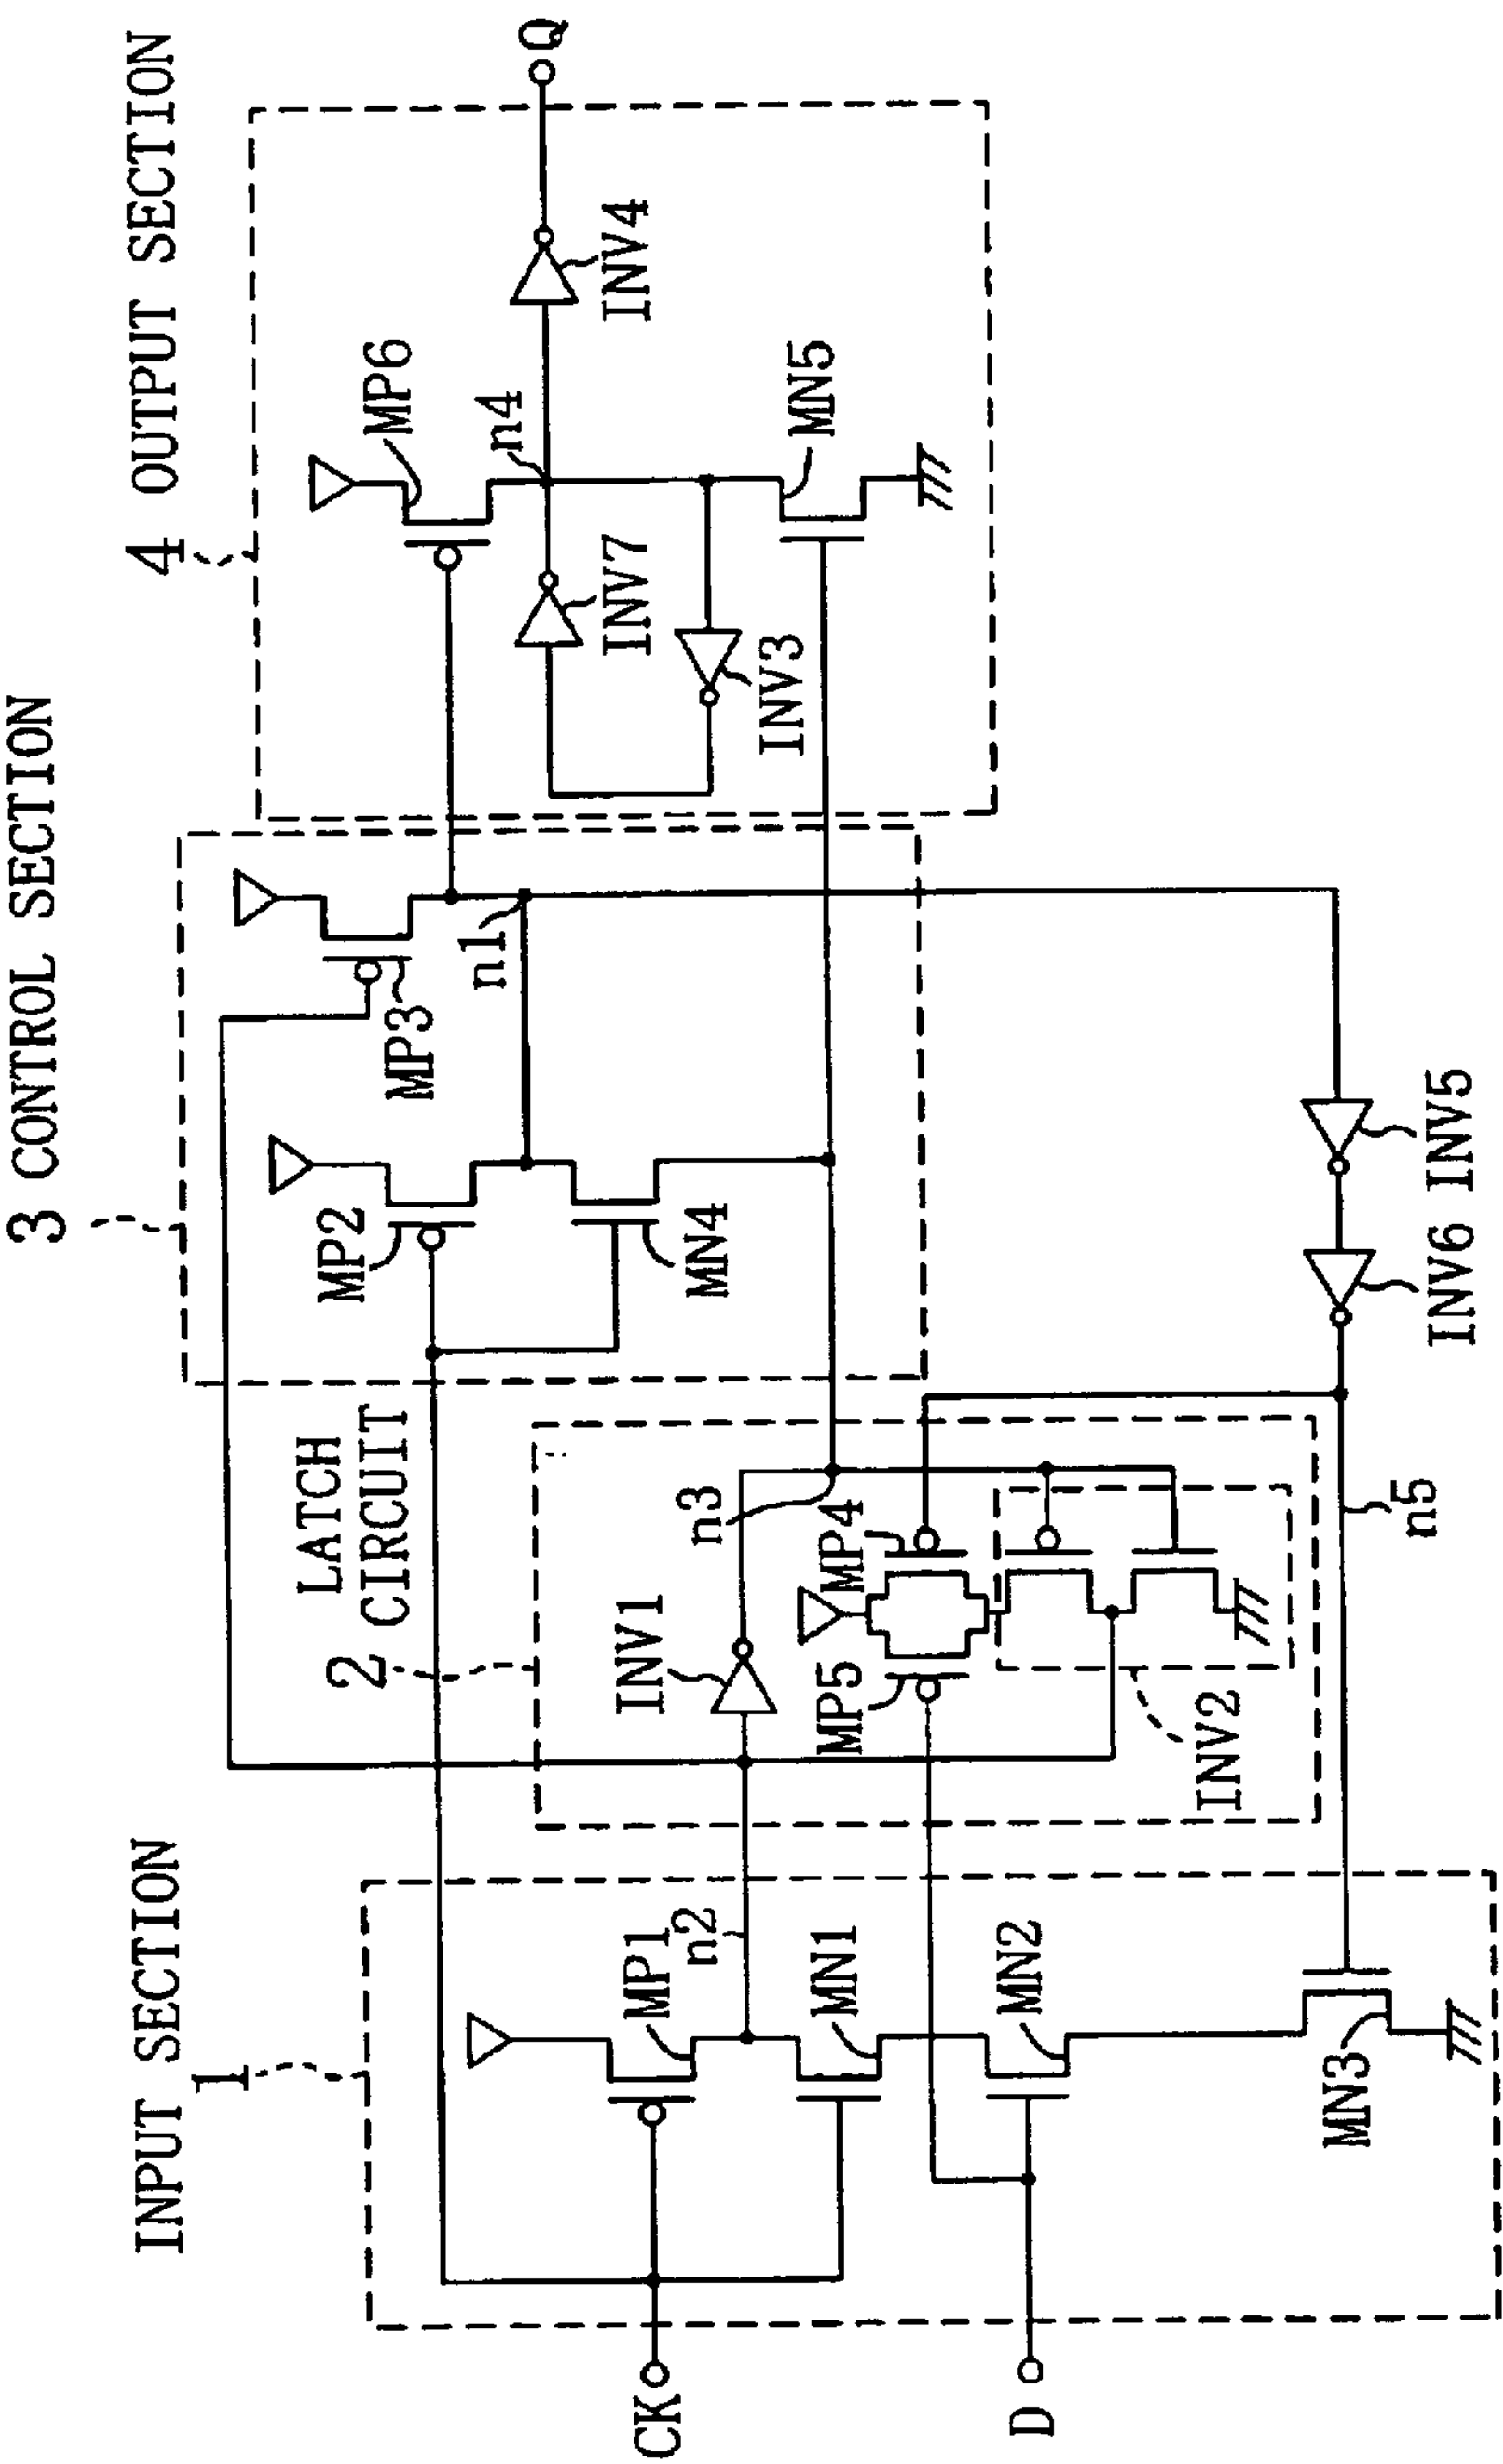 INPUT SECTION
1
3 CONTROL SECTION
4 OUTPUT SECTION
LATCH
CIRCUIT
2
CK
D
Q
MP1
n2
MN1
MN2
MN3
INV1
n3
MP4
MP5
INV2
MP2
MN4
MP3
n1
n5
INV6
INV5
MP6
n4
INV7
INV3
MN5
INV4